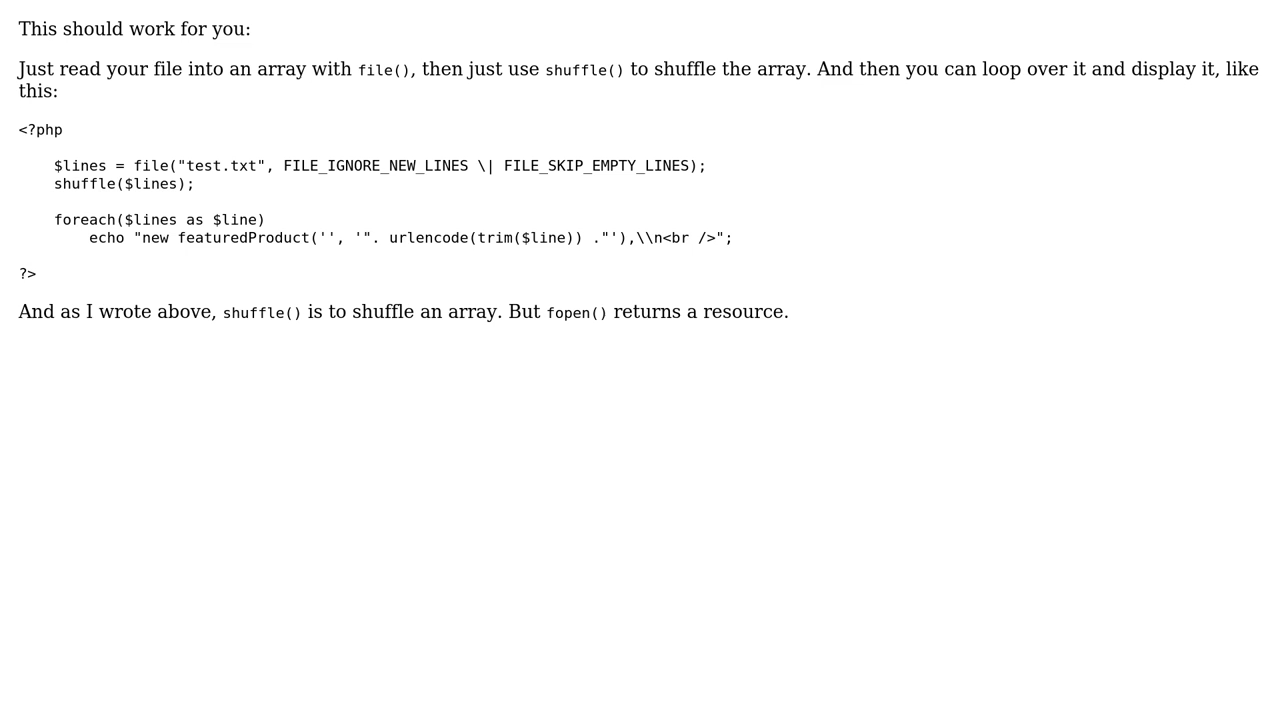 This should work for you:
Just read your file into an array with file(), then just use shuffle() to shuffle the array. And then you can loop over it and display it, like
this:
<?php
    $lines = file("test.txt", FILE_IGNORE_NEW_LINES \| FILE_SKIP_EMPTY_LINES);
    shuffle($lines);
    foreach($lines as $line)
        echo "new featuredProduct('', '". urlencode(trim($line)) ."'),\\n<br />";
?>
And as I wrote above, shuffle() is to shuffle an array. But fopen() returns a resource.